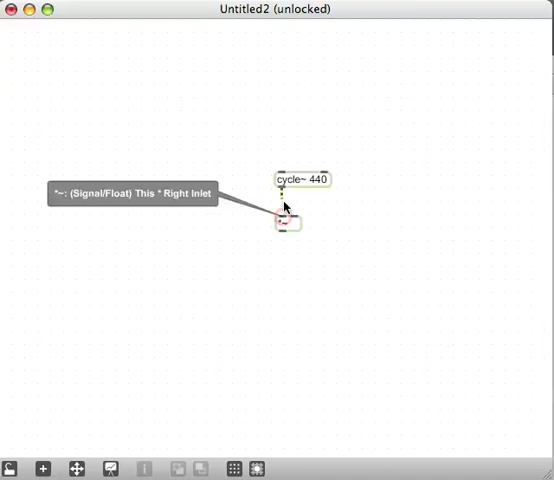 Untitled2 (unlocked)
cycle~ 440
*~: (Signal/Float) This * Right Inlet
*~